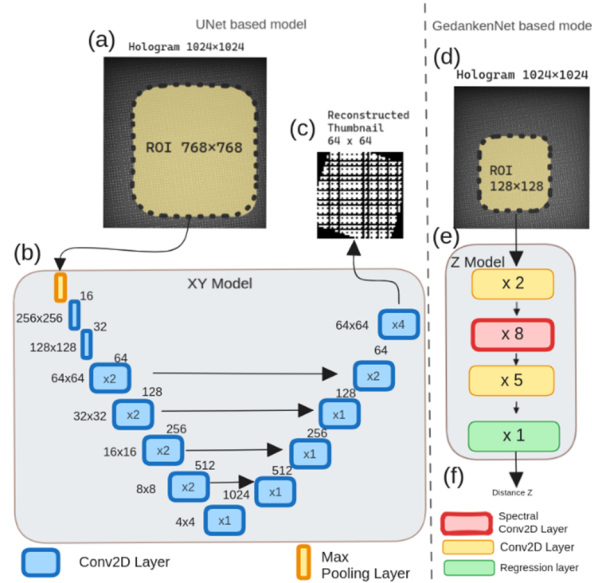 UNet based model
GedankenNet based mode
(a)
Hologram 1024×1024
ROI 768×768
(c)
Reconstructed
Thumbnail
64 x 64
(d)
Hologram 1024×1024
ROI
128×128
(b)
XY Model
16
256x256
32
128x128
64
64x64
x2
128
32x32
x2
256
16x16
x2
512
8x8
x2
1024
4x4
x1
512
x1
256
x1
128
x1
64
x2
64x64
x4
(e)
Z Model
x 2
x 8
x 5
x 1
(f)
Distance Z
Conv2D Layer
Max
Pooling Layer
Spectral
Conv2D Layer
Conv2D Layer
Regression layer